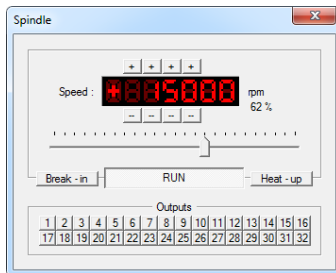 Spindle
+ + + +
Speed : +15000 rpm
62 %
-- -- -- --
Break - in RUN Heat - up
Outputs
1 2 3 4 5 6 7 8 9 10 11 12 13 14 15 16
17 18 19 20 21 22 23 24 25 26 27 28 29 30 31 32